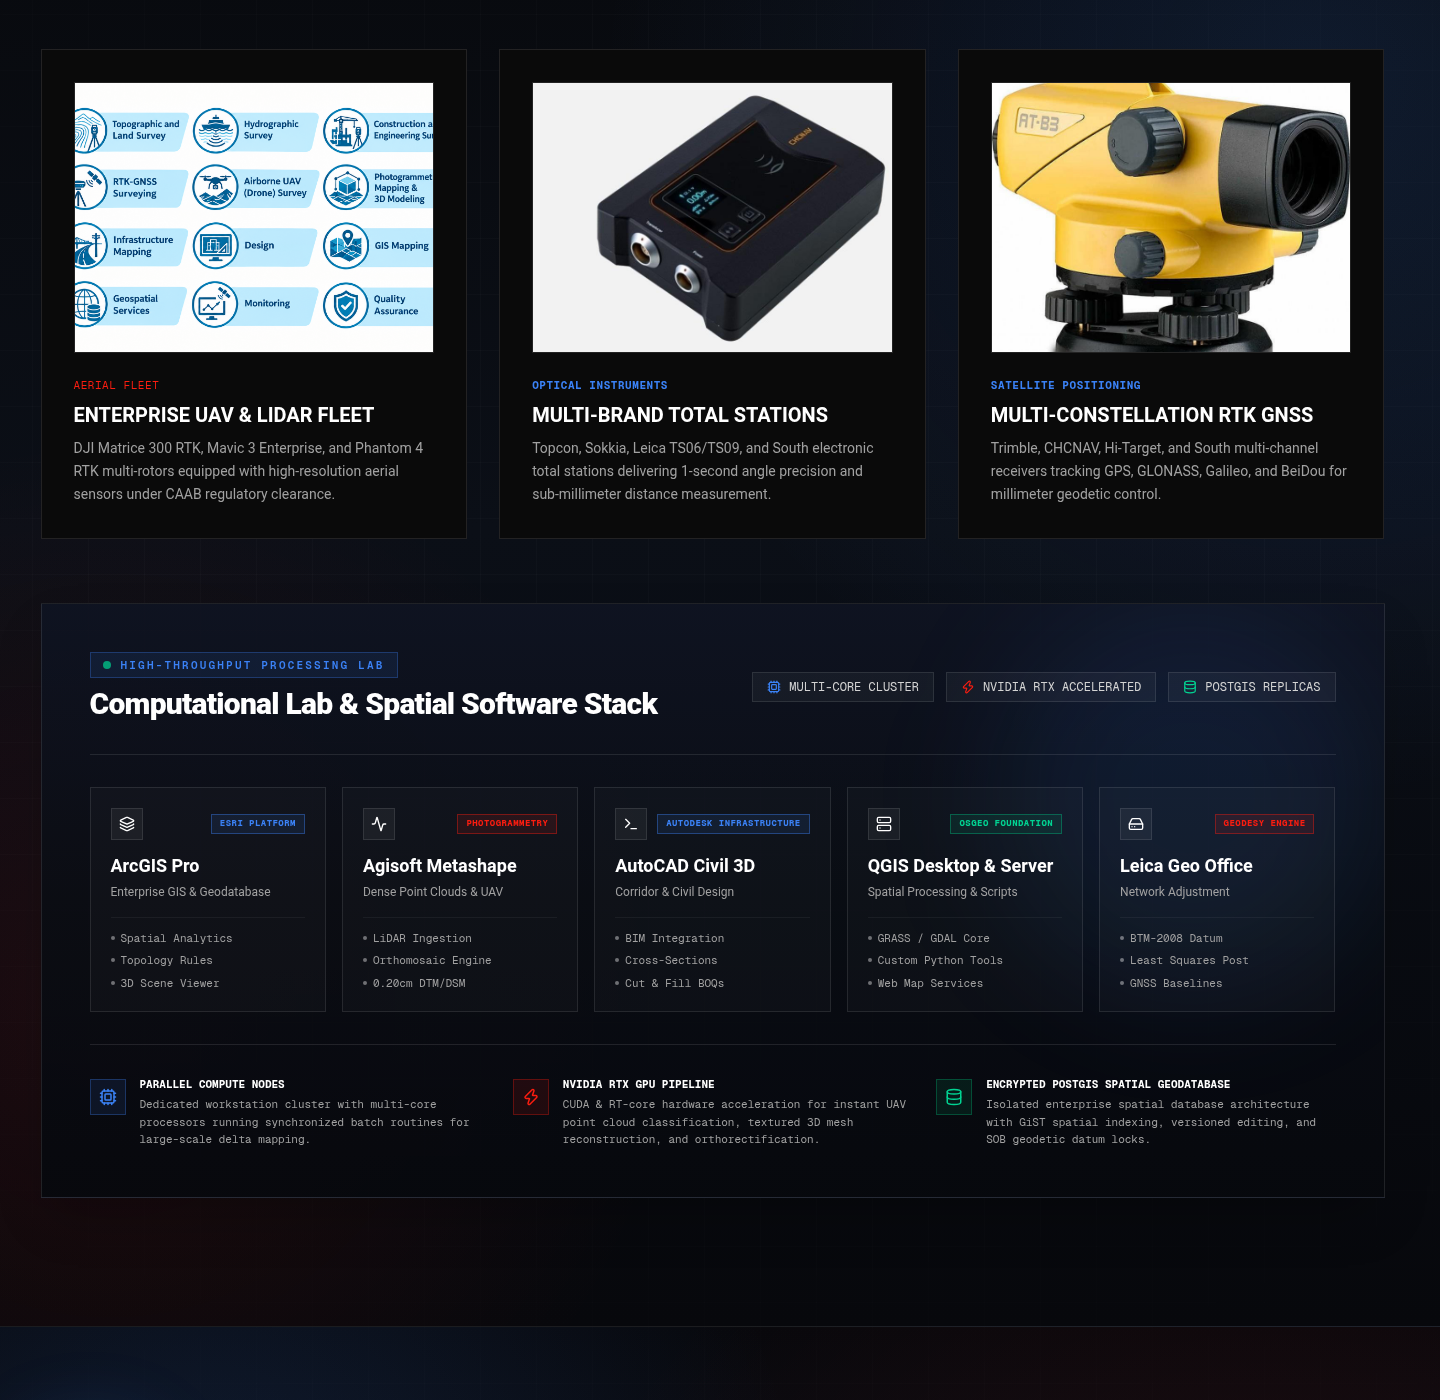 Topographic and
Land Survey
Hydrographic
Survey
Construction a
Engineering Sur
RTK-GNSS
Surveying
Airborne UAV
(Drone) Survey
Photogrammet
Mapping &
3D Modeling
Infrastructure
Mapping
Design
GIS Mapping
Geospatial
Services
Monitoring
Quality
Assurance
CHCNAV
AT-B3
AERIAL FLEET
ENTERPRISE UAV & LIDAR FLEET
DJI Matrice 300 RTK, Mavic 3 Enterprise, and Phantom 4
RTK multi-rotors equipped with high-resolution aerial
sensors under CAAB regulatory clearance.
OPTICAL INSTRUMENTS
MULTI-BRAND TOTAL STATIONS
Topcon, Sokkia, Leica TS06/TS09, and South electronic
total stations delivering 1-second angle precision and
sub-millimeter distance measurement.
SATELLITE POSITIONING
MULTI-CONSTELLATION RTK GNSS
Trimble, CHCNAV, Hi-Target, and South multi-channel
receivers tracking GPS, GLONASS, Galileo, and BeiDou for
millimeter geodetic control.
HIGH-THROUGHPUT PROCESSING LAB
Computational Lab & Spatial Software Stack
MULTI-CORE CLUSTER
NVIDIA RTX ACCELERATED
POSTGIS REPLICAS
ESRI PLATFORM
ArcGIS Pro
Enterprise GIS & Geodatabase
Spatial Analytics
Topology Rules
3D Scene Viewer
PHOTOGRAMMETRY
Agisoft Metashape
Dense Point Clouds & UAV
LiDAR Ingestion
Orthomosaic Engine
0.20cm DTM/DSM
AUTODESK INFRASTRUCTURE
AutoCAD Civil 3D
Corridor & Civil Design
BIM Integration
Cross-Sections
Cut & Fill BOQs
OSGEO FOUNDATION
QGIS Desktop & Server
Spatial Processing & Scripts
GRASS / GDAL Core
Custom Python Tools
Web Map Services
GEODESY ENGINE
Leica Geo Office
Network Adjustment
BTM-2008 Datum
Least Squares Post
GNSS Baselines
PARALLEL COMPUTE NODES
Dedicated workstation cluster with multi-core
processors running synchronized batch routines for
large-scale delta mapping.
NVIDIA RTX GPU PIPELINE
CUDA & RT-core hardware acceleration for instant UAV
point cloud classification, textured 3D mesh
reconstruction, and orthorectification.
ENCRYPTED POSTGIS SPATIAL GEODATABASE
Isolated enterprise spatial database architecture
with GiST spatial indexing, versioned editing, and
SOB geodetic datum locks.